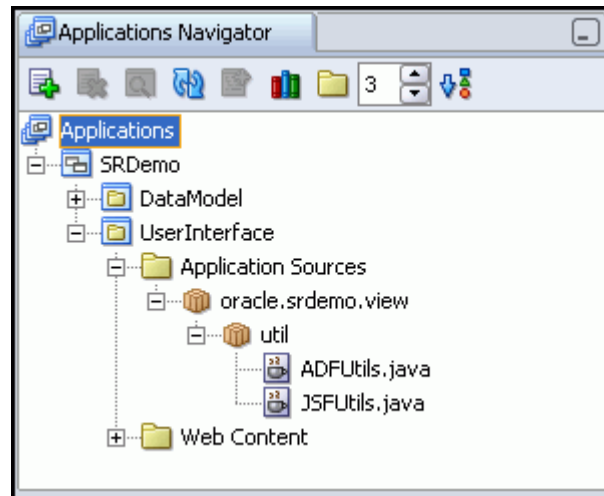 Applications Navigator
3
Applications
SRDemo
DataModel
UserInterface
Application Sources
oracle.srdemo.view
util
ADFUtils.java
JSFUtils.java
Web Content